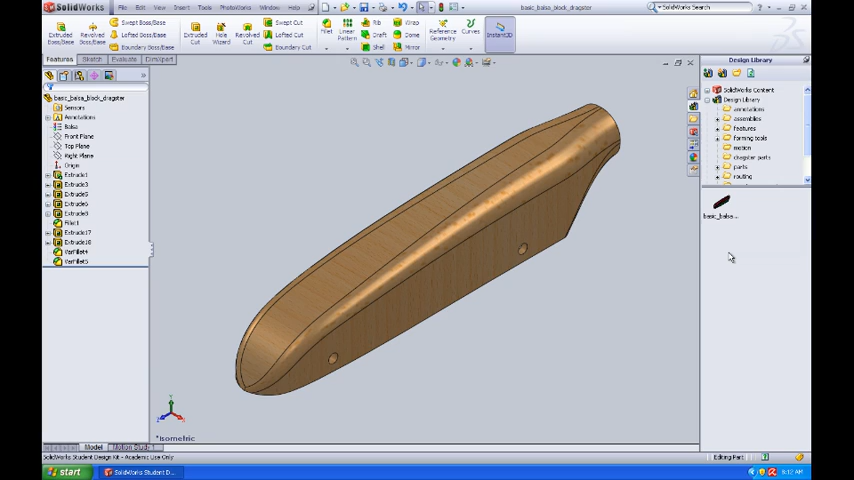 SolidWorks
File Edit View Insert Tools PhotoWorks Window Help
basic_balsa_block_dragster
SolidWorks Search
Extruded Boss/Base
Revolved Boss/Base
Swept Boss/Base
Lofted Boss/Base
Boundary Boss/Base
Extruded Cut
Hole Wizard
Revolved Cut
Swept Cut
Lofted Cut
Boundary Cut
Fillet
Linear Pattern
Rib
Draft
Shell
Wrap
Dome
Mirror
Reference Geometry
Curves
Instant3D
Features Sketch Evaluate DimXpert
basic_balsa_block_dragster
Sensors
Annotations
Balsa
Front Plane
Top Plane
Right Plane
Origin
Extrude1
Extrude3
Extrude5
Extrude6
Extrude8
Fillet1
Extrude17
Extrude18
VarFillet4
VarFillet5
Design Library
SolidWorks Content
Design Library
annotations
assemblies
features
forming tools
motion
dragster parts
parts
routing
basic_balsa...
Y
*Isometric
Model Motion Study 1
SolidWorks Student Design Kit - Academic Use Only
Editing Part
start
SolidWorks Student D...
8:12 AM